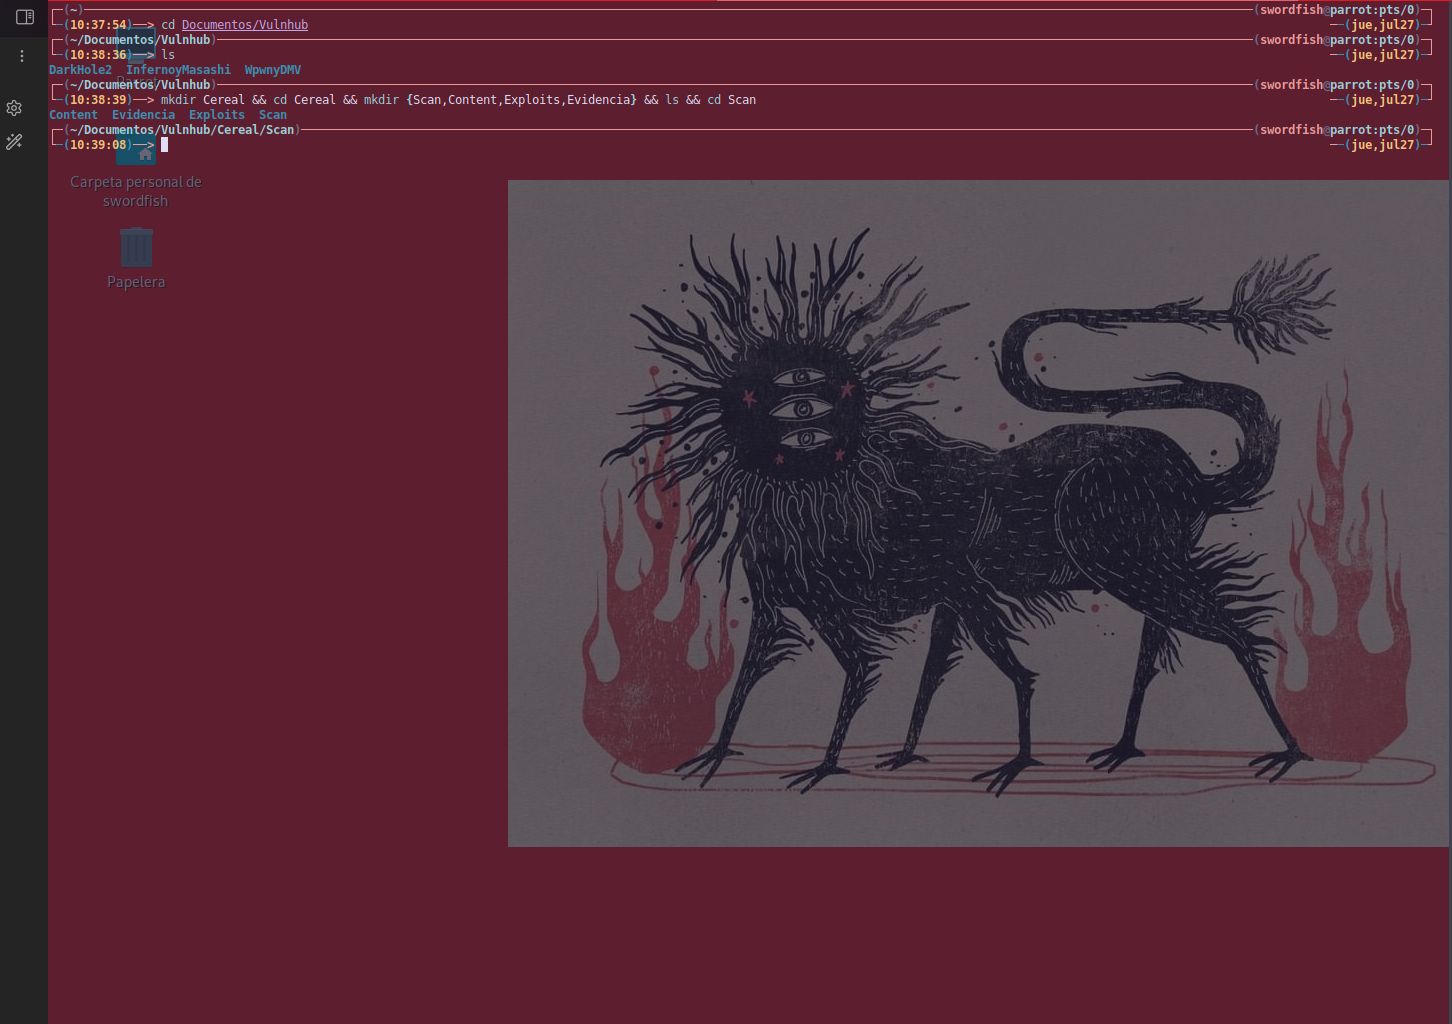 (~) (swordfish@parrot:pts/0)
(10:37:54)──> cd Documentos/Vulnhub (jue,jul27)
(~/Documentos/Vulnhub) (swordfish@parrot:pts/0)
(10:38:36)──> ls (jue,jul27)
DarkHole2 InfernoyMasashi WpwnyDMV
Parrot
(~/Documentos/Vulnhub) (swordfish@parrot:pts/0)
(10:38:39)──> mkdir Cereal && cd Cereal && mkdir {Scan,Content,Exploits,Evidencia} && ls && cd Scan (jue,jul27)
Content Evidencia Exploits Scan
(~/Documentos/Vulnhub/Cereal/Scan) (swordfish@parrot:pts/0)
(10:39:08)──> (jue,jul27)
Carpeta personal de
swordfish
Papelera